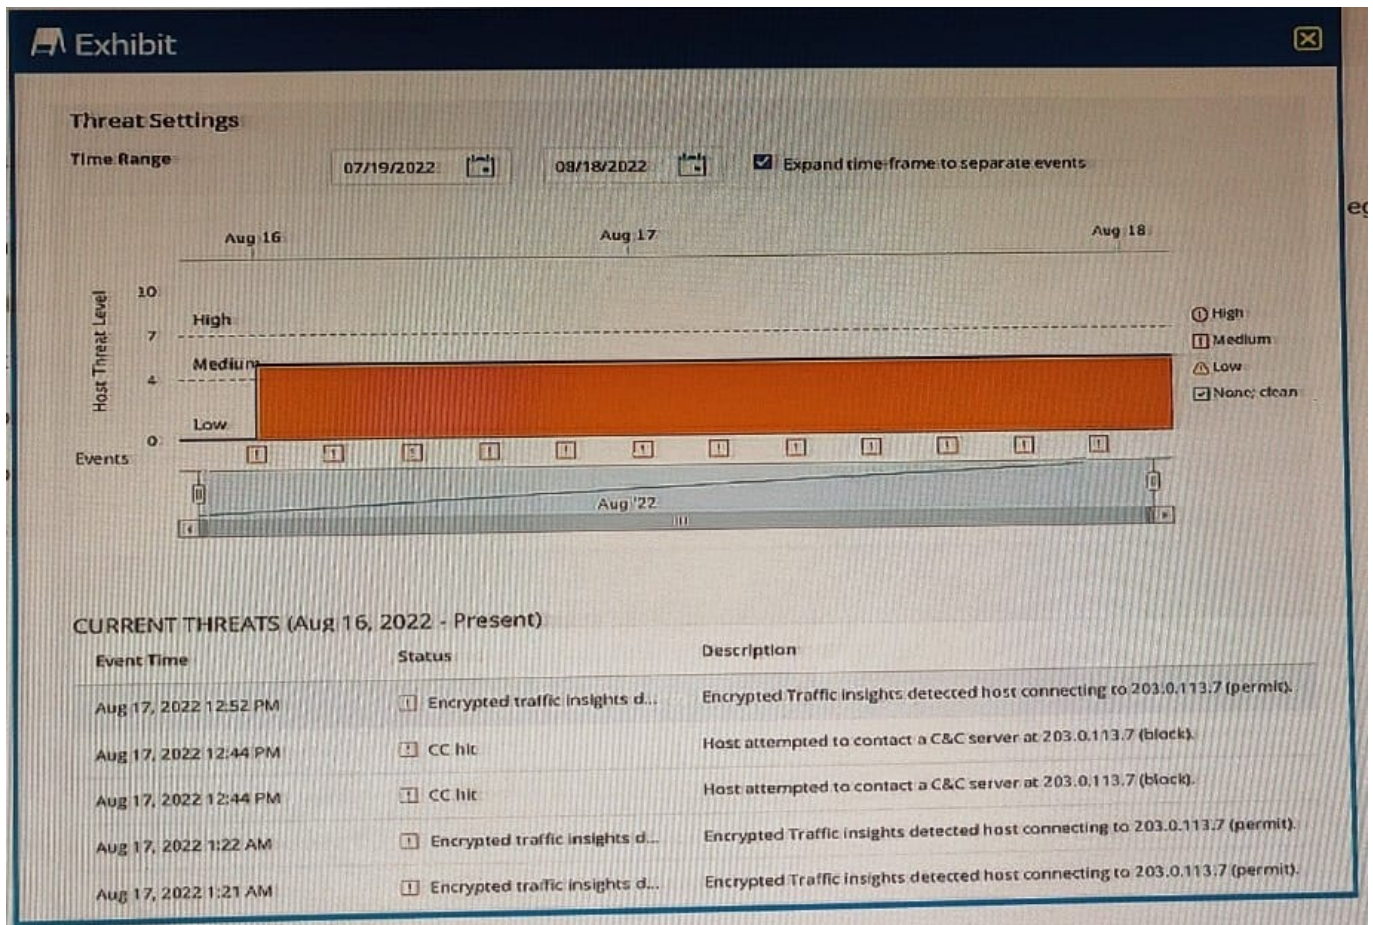 Exhibit
Threat Settings
Time Range
07/19/2022
08/18/2022
Expand time-frame to separate events
Aug 16
Aug 17
Aug 18
Host Threat Level
10
High
7
Medium
4
Low
0
Events
High
Medium
Low
None; clean
Aug '22
CURRENT THREATS (Aug 16, 2022 - Present)
Event Time Status Description
Aug 17, 2022 12:52 PM Encrypted traffic insights d... Encrypted Traffic insights detected host connecting to 203.0.113.7 (permit).
Aug 17, 2022 12:44 PM CC hit Host attempted to contact a C&C server at 203.0.113.7 (block).
Aug 17, 2022 12:44 PM CC hit Host attempted to contact a C&C server at 203.0.113.7 (block).
Aug 17, 2022 1:22 AM Encrypted traffic insights d... Encrypted Traffic insights detected host connecting to 203.0.113.7 (permit).
Aug 17, 2022 1:21 AM Encrypted traffic insights d... Encrypted Traffic insights detected host connecting to 203.0.113.7 (permit).